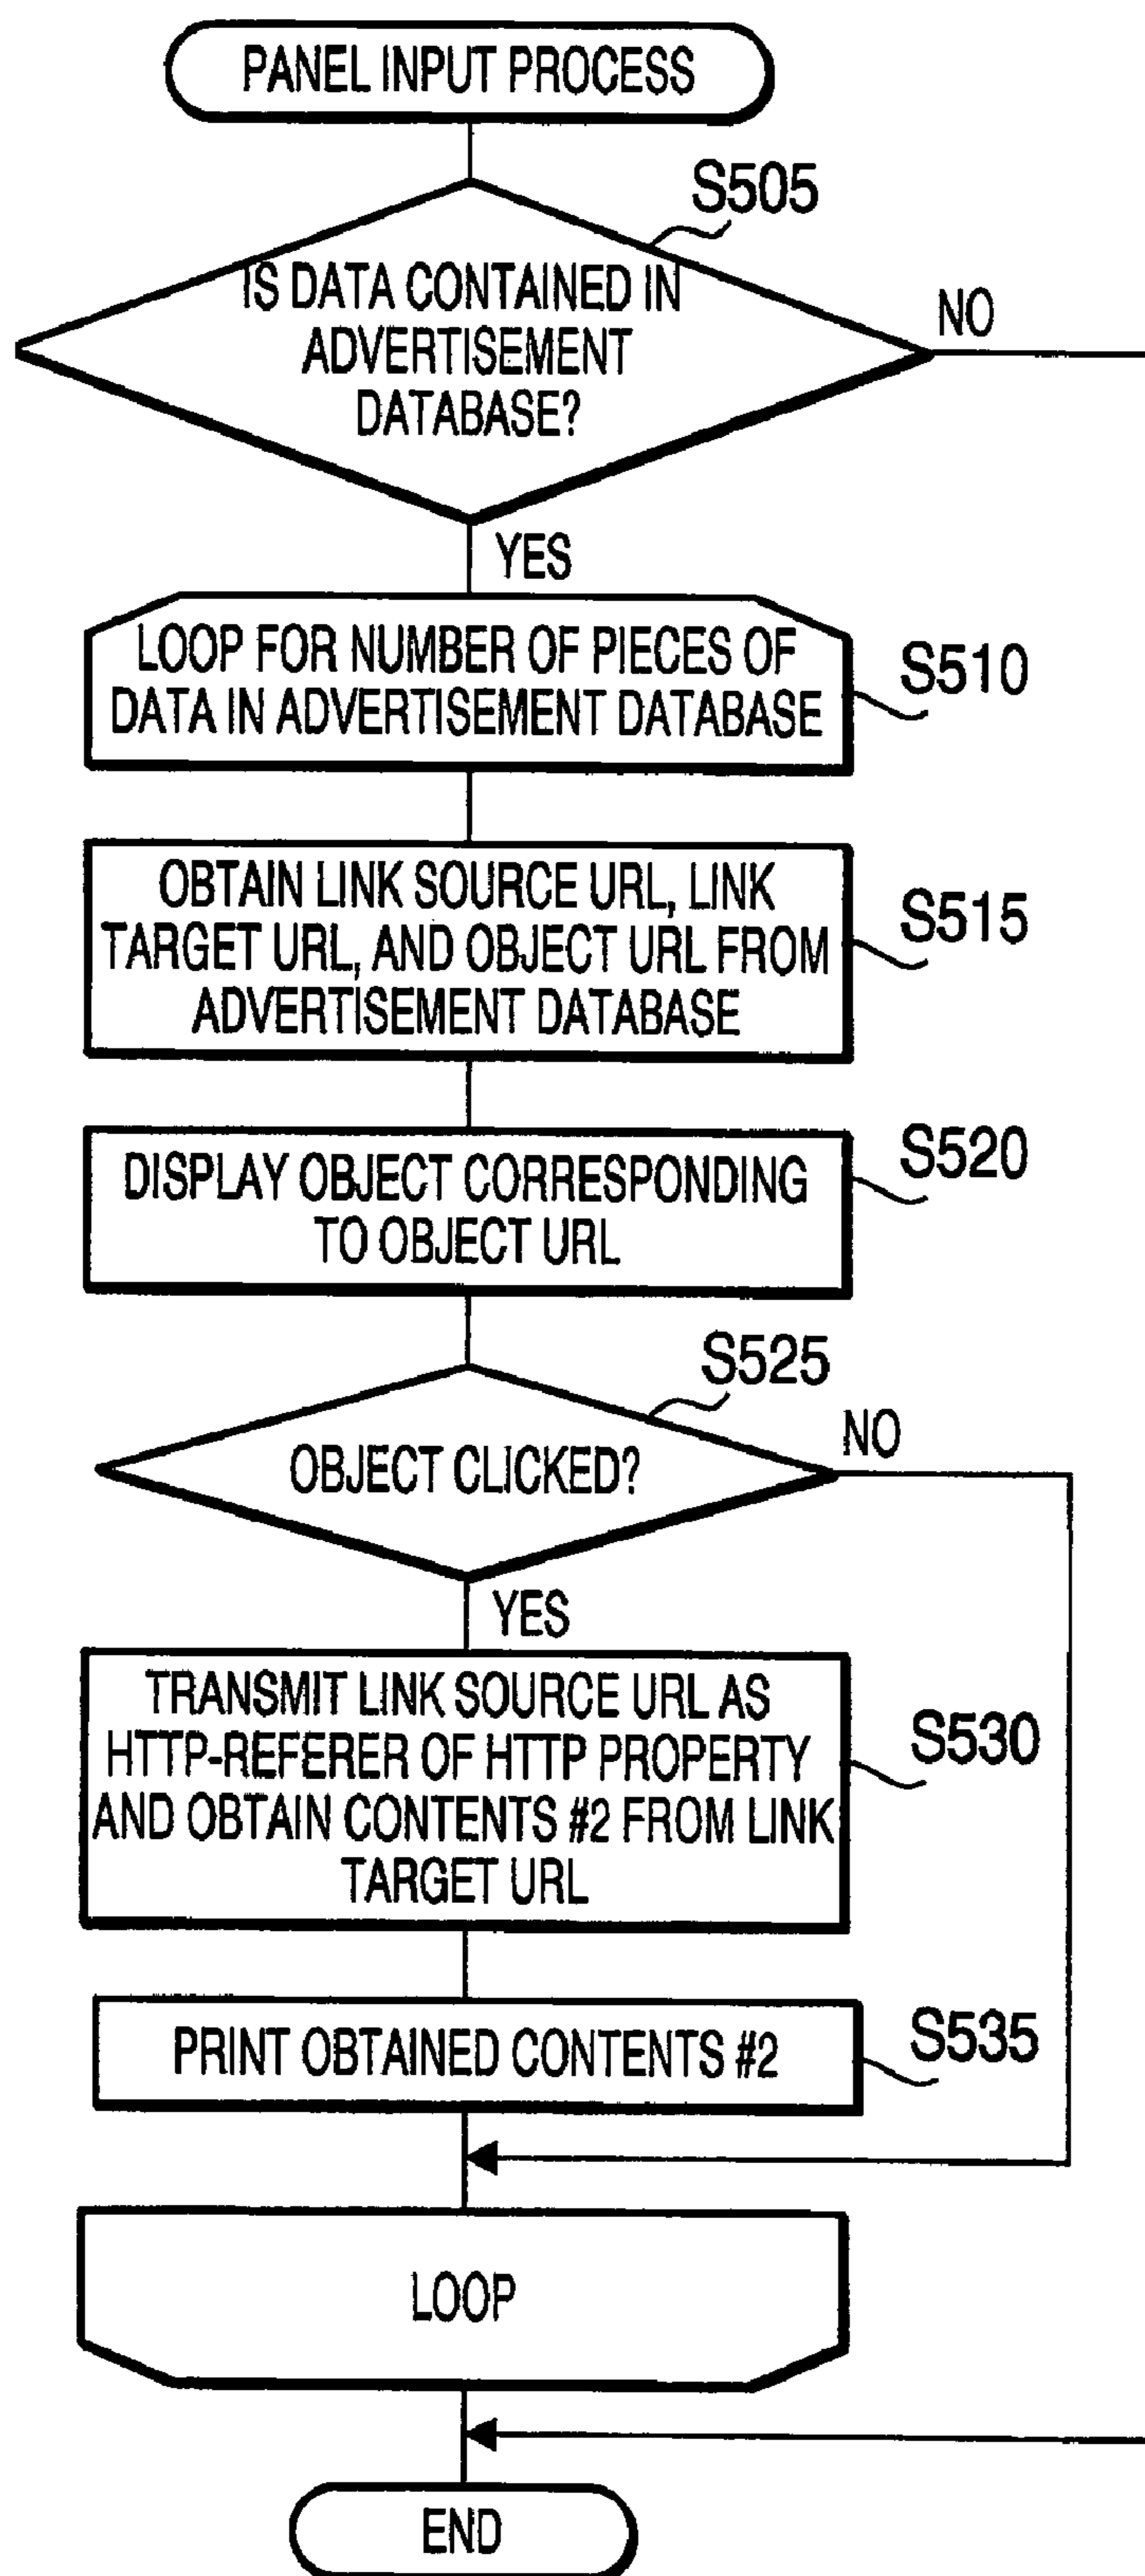 PANEL INPUT PROCESS
S505
IS DATA CONTAINED IN
ADVERTISEMENT
DATABASE?
NO
YES
LOOP FOR NUMBER OF PIECES OF
DATA IN ADVERTISEMENT DATABASE
S510
OBTAIN LINK SOURCE URL, LINK
TARGET URL, AND OBJECT URL FROM
ADVERTISEMENT DATABASE
S515
DISPLAY OBJECT CORRESPONDING
TO OBJECT URL
S520
S525
OBJECT CLICKED?
NO
YES
TRANSMIT LINK SOURCE URL AS
HTTP-REFERER OF HTTP PROPERTY
AND OBTAIN CONTENTS #2 FROM LINK
TARGET URL
S530
PRINT OBTAINED CONTENTS #2
S535
LOOP
END